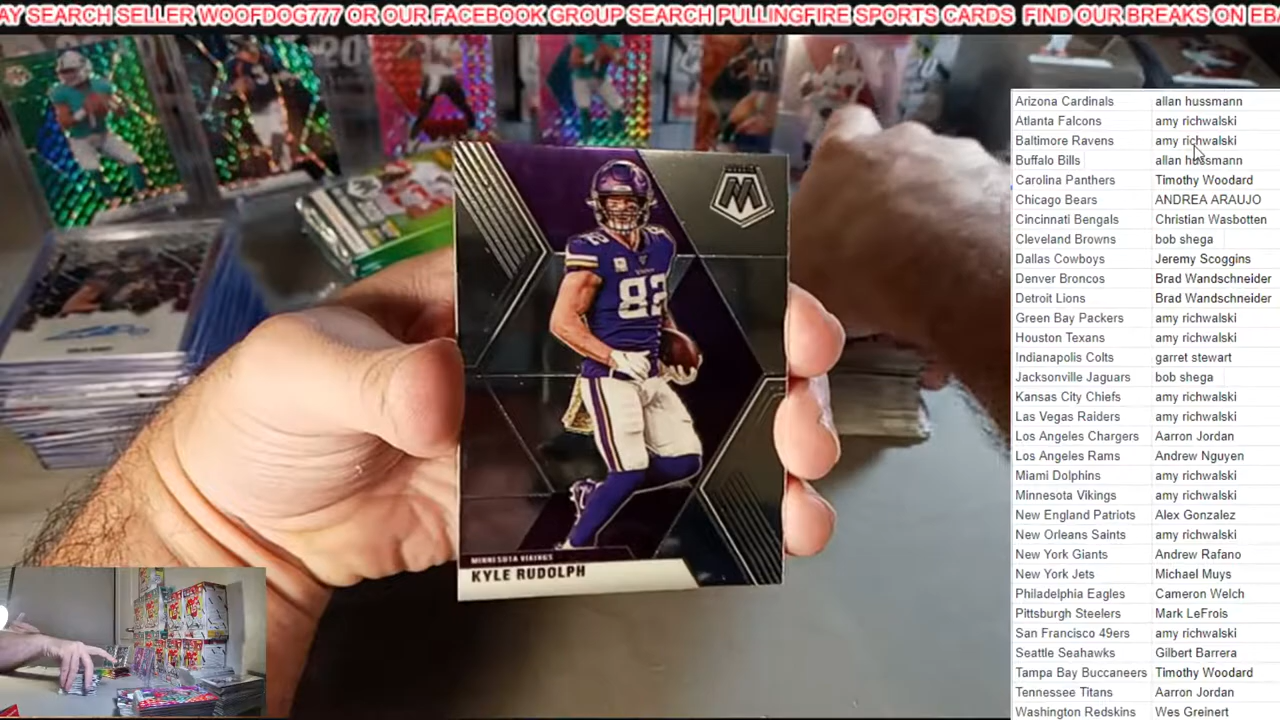 AY SEARCH SELLER WOOFDOG777 OR OUR FACEBOOK GROUP SEARCH PULLINGFIRE SPORTS CARDS  FIND OUR BREAKS ON EB
Arizona Cardinals allan hussmann
Atlanta Falcons amy richwalski
Baltimore Ravens amy richwalski
Buffalo Bills allan hussmann
Carolina Panthers Timothy Woodard
Chicago Bears ANDREA ARAUJO
Cincinnati Bengals Christian Wasbotten
Cleveland Browns bob shega
Dallas Cowboys Jeremy Scoggins
Denver Broncos Brad Wandschneider
Detroit Lions Brad Wandschneider
Green Bay Packers amy richwalski
Houston Texans amy richwalski
Indianapolis Colts garret stewart
Jacksonville Jaguars bob shega
Kansas City Chiefs amy richwalski
Las Vegas Raiders amy richwalski
Los Angeles Chargers Aarron Jordan
Los Angeles Rams Andrew Nguyen
Miami Dolphins amy richwalski
Minnesota Vikings amy richwalski
New England Patriots Alex Gonzalez
New Orleans Saints amy richwalski
New York Giants Andrew Rafano
New York Jets Michael Muys
Philadelphia Eagles Cameron Welch
Pittsburgh Steelers Mark LeFrois
San Francisco 49ers amy richwalski
Seattle Seahawks Gilbert Barrera
Tampa Bay Buccaneers Timothy Woodard
Tennessee Titans Aarron Jordan
Washington Redskins Wes Greinert
M
82
MINNESOTA VIKINGS
KYLE RUDOLPH